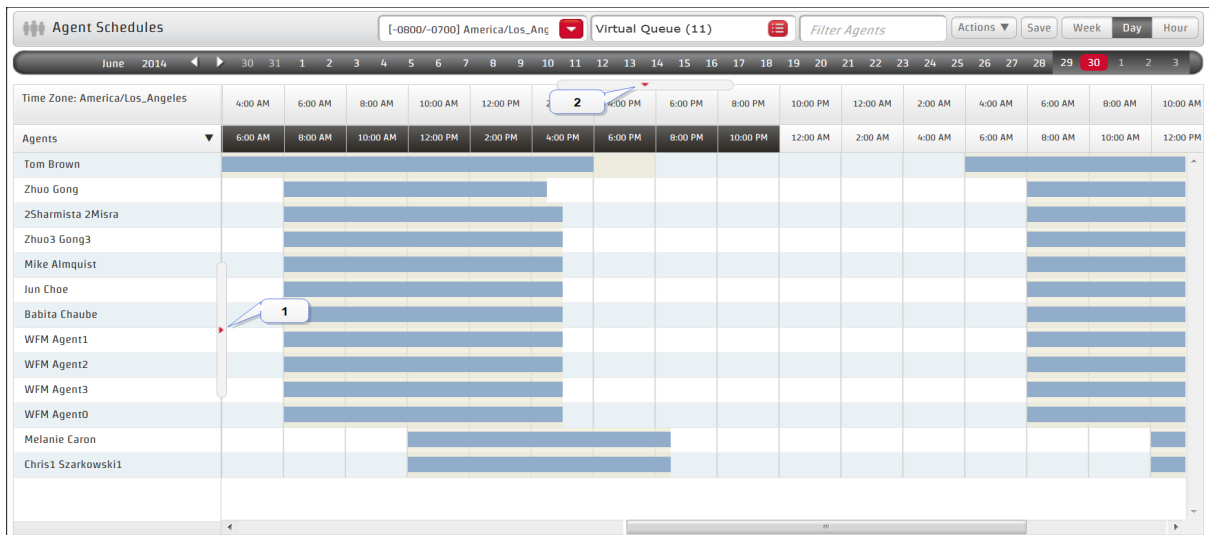 Agent Schedules
[-0800/-0700] America/Los_Ang
Virtual Queue (11)
Filter Agents
Actions ▼
Save
Week
Day
Hour
June 2014 30 31 1 2 3 4 5 6 7 8 9 10 11 12 13 14 15 16 17 18 19 20 21 22 23 24 25 26 27 28 29 30 1 2 3
Time Zone: America/Los_Angeles
4:00 AM 6:00 AM 8:00 AM 10:00 AM 12:00 PM 2 4:00 PM 6:00 PM 8:00 PM 10:00 PM 12:00 AM 2:00 AM 4:00 AM 6:00 AM 8:00 AM 10:00 AM
2
Agents ▼
6:00 AM 8:00 AM 10:00 AM 12:00 PM 2:00 PM 4:00 PM 6:00 PM 8:00 PM 10:00 PM 12:00 AM 2:00 AM 4:00 AM 6:00 AM 8:00 AM 10:00 AM 12:00 PM
Tom Brown
Zhuo Gong
2Sharmista 2Misra
Zhuo3 Gong3
Mike Almquist
Jun Choe
Babita Chaube
1
WFM Agent1
WFM Agent2
WFM Agent3
WFM Agent0
Melanie Caron
Chris1 Szarkowski1